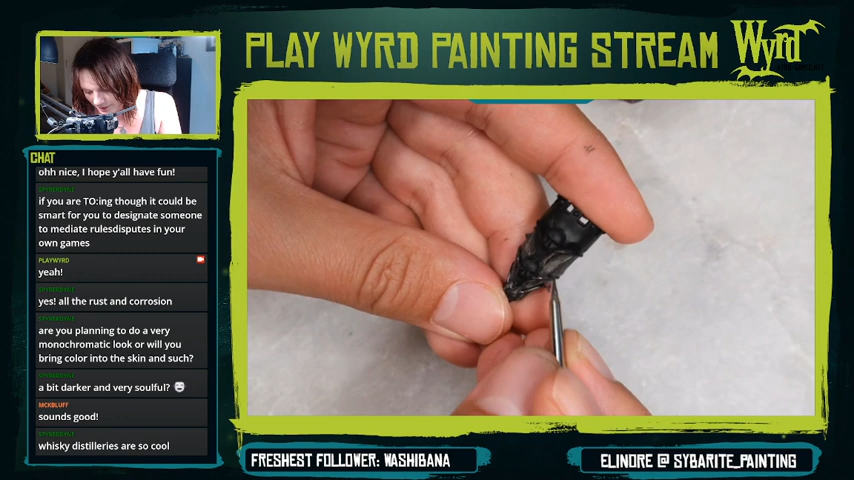 PLAY WYRD PAINTING STREAM
Wyrd
CHAT
ohh nice, I hope y'all have fun!
if you are TO:ing though it could be
smart for you to designate someone
to mediate rulesdisputes in your
own games
PLAYWYRD
yeah!
yes! all the rust and corrosion
are you planning to do a very
monochromatic look or will you
bring color into the skin and such?
a bit darker and very soulful?
MCKBLUFF
sounds good!
whisky distilleries are so cool
FRESHEST FOLLOWER: WASHIBANA
ELINORE @ SYBARITE_PAINTING